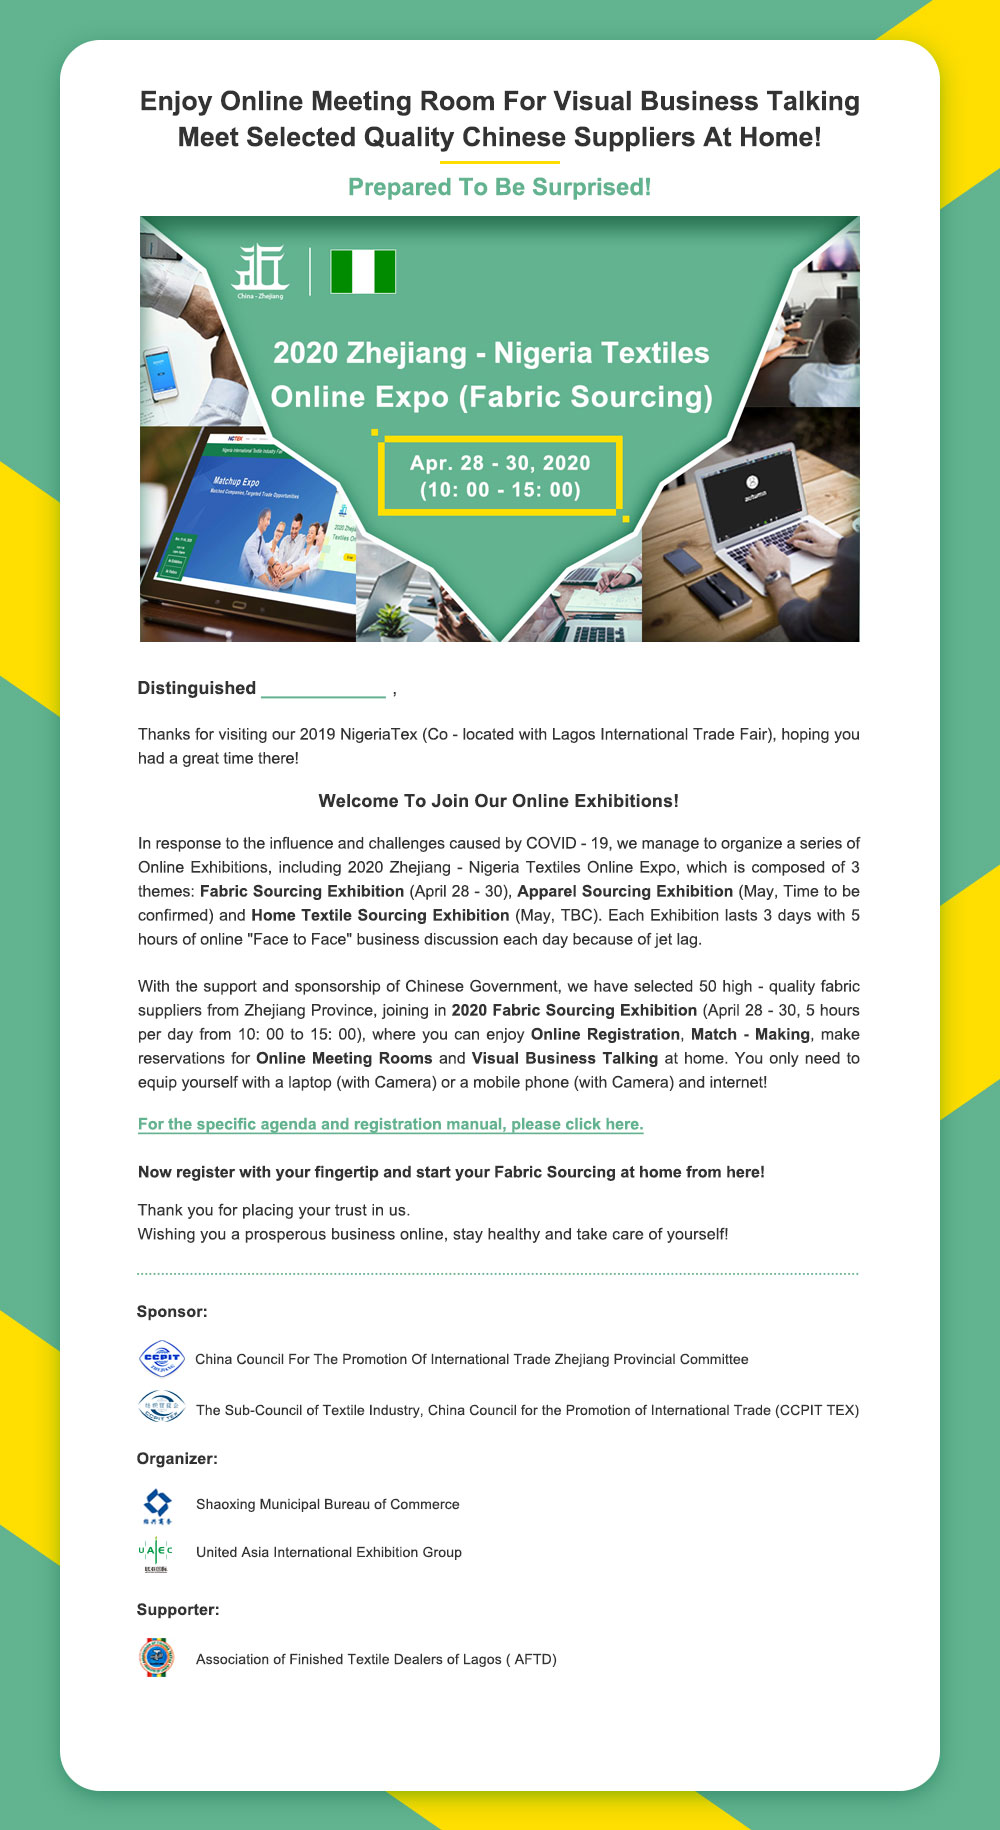 Enjoy Online Meeting Room For Visual Business Talking
Meet Selected Quality Chinese Suppliers At Home!
Prepared To Be Surprised!
China - Zhejiang
2020 Zhejiang - Nigeria Textiles
Online Expo (Fabric Sourcing)
Apr. 28 - 30, 2020
(10: 00 - 15: 00)
Nigeria International Textile Industry Fair
Matchup Expo
Matched Companies,Targeted Trade Opportunities
Distinguished ,
Thanks for visiting our 2019 NigeriaTex (Co - located with Lagos International Trade Fair), hoping you
had a great time there!
Welcome To Join Our Online Exhibitions!
In response to the influence and challenges caused by COVID - 19, we manage to organize a series of
Online Exhibitions, including 2020 Zhejiang - Nigeria Textiles Online Expo, which is composed of 3
themes: Fabric Sourcing Exhibition (April 28 - 30), Apparel Sourcing Exhibition (May, Time to be
confirmed) and Home Textile Sourcing Exhibition (May, TBC). Each Exhibition lasts 3 days with 5
hours of online "Face to Face" business discussion each day because of jet lag.
With the support and sponsorship of Chinese Government, we have selected 50 high - quality fabric
suppliers from Zhejiang Province, joining in 2020 Fabric Sourcing Exhibition (April 28 - 30, 5 hours
per day from 10: 00 to 15: 00), where you can enjoy Online Registration, Match - Making, make
reservations for Online Meeting Rooms and Visual Business Talking at home. You only need to
equip yourself with a laptop (with Camera) or a mobile phone (with Camera) and internet!
For the specific agenda and registration manual, please click here.
Now register with your fingertip and start your Fabric Sourcing at home from here!
Thank you for placing your trust in us.
Wishing you a prosperous business online, stay healthy and take care of yourself!
Sponsor:
CCPIT
ZHEJIANG
China Council For The Promotion Of International Trade Zhejiang Provincial Committee
CCPIT TEX
The Sub-Council of Textile Industry, China Council for the Promotion of International Trade (CCPIT TEX)
Organizer:
Shaoxing Municipal Bureau of Commerce
UAEC
United Asia International Exhibition Group
Supporter:
Association of Finished Textile Dealers of Lagos ( AFTD)